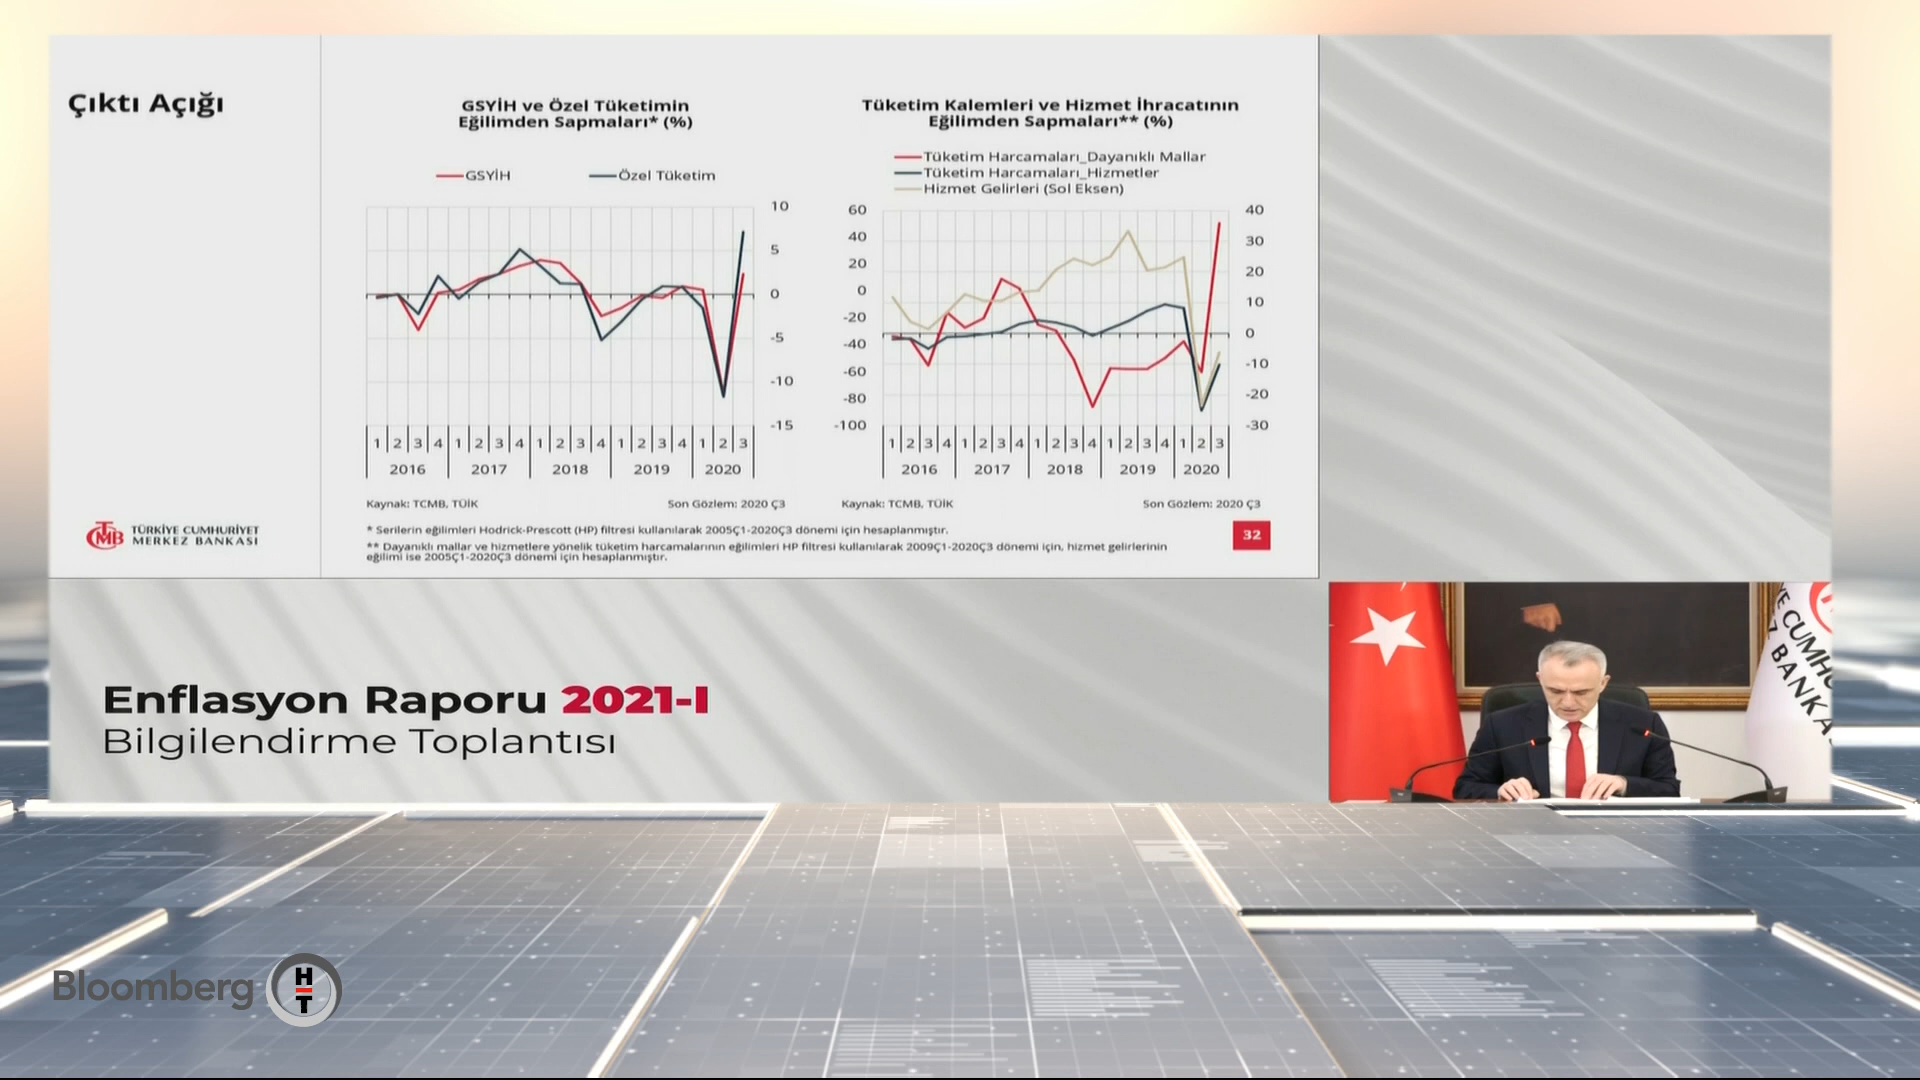 Çıktı Açığı
GSYİH ve Özel Tüketimin
Eğilimden Sapmaları* (%)
GSYİH
Özel Tüketim
10
5
0
-5
-10
-15
1 2 3 4 1 2 3 4 1 2 3 4 1 2 3 4 1 2 3
2016 2017 2018 2019 2020
Kaynak: TCMB, TÜİK
Son Gözlem: 2020 Ç3
Tüketim Kalemleri ve Hizmet İhracatının
Eğilimden Sapmaları** (%)
Tüketim Harcamaları_Dayanıklı Mallar
Tüketim Harcamaları_Hizmetler
Hizmet Gelirleri (Sol Eksen)
60
40
20
0
-20
-40
-60
-80
-100
40
30
20
10
0
-10
-20
-30
1 2 3 4 1 2 3 4 1 2 3 4 1 2 3 4 1 2 3
2016 2017 2018 2019 2020
Kaynak: TCMB, TÜİK
Son Gözlem: 2020 Ç3
* Serilerin eğilimleri Hodrick-Prescott (HP) filtresi kullanılarak 2005Ç1-2020Ç3 dönemi için hesaplanmıştır.
** Dayanıklı mallar ve hizmetlere yönelik tüketim harcamalarının eğilimleri HP filtresi kullanılarak 2009Ç1-2020Ç3 dönemi için, hizmet gelirlerinin
eğilimi ise 2005Ç1-2020Ç3 dönemi için hesaplanmıştır.
32
TCMB
TÜRKİYE CUMHURİYET
MERKEZ BANKASI
Enflasyon Raporu 2021-I
Bilgilendirme Toplantısı
Bloomberg HT